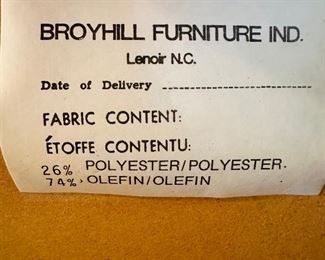 BROYHILL FURNITURE IND.
Lenoir N.C.
Date of Delivery ------------------------------
FABRIC CONTENT:
ÉTOFFE CONTENTU:
26% POLYESTER/POLYESTER.
74% OLEFIN/OLEFIN